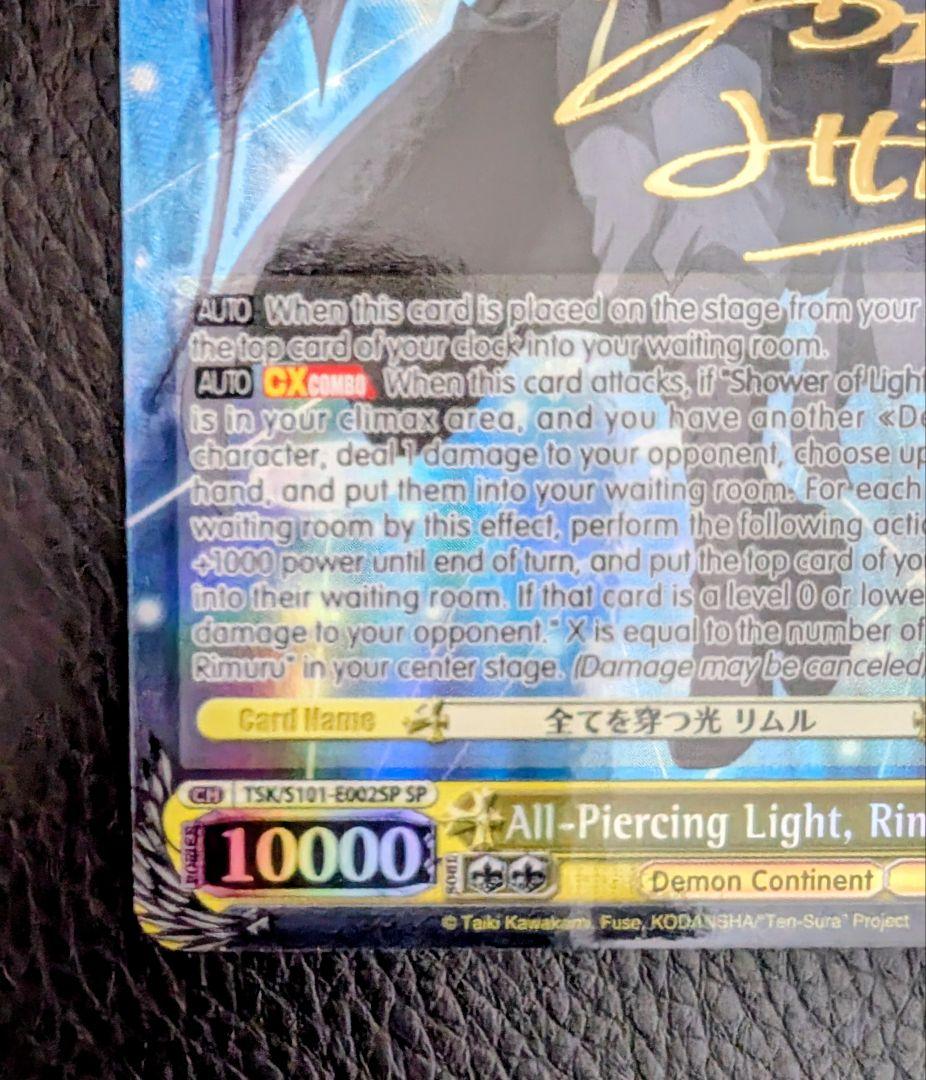 AUTO When this card is placed on the stage from your
the top card of your clock into your waiting room.
AUTO CX COMBO When this card attacks, if "Shower of Light
is in your climax area, and you have another «De
character, deal 1 damage to your opponent, choose up
hand, and put them into your waiting room. For each
waiting room by this effect, perform the following acti
+1000 power until end of turn, and put the top card of yo
into their waiting room. If that card is a level 0 or lowe
damage to your opponent." X is equal to the number of
Rimuru" in your center stage. (Damage may be canceled)
Card Name 全てを穿つ光 リムル
CH TSK/S101-E002SP SP
POWER 10000 All-Piercing Light, Rim
SOUL Demon Continent
© Taiki Kawakami, Fuse, KODANSHA/"Ten-Sura" Project